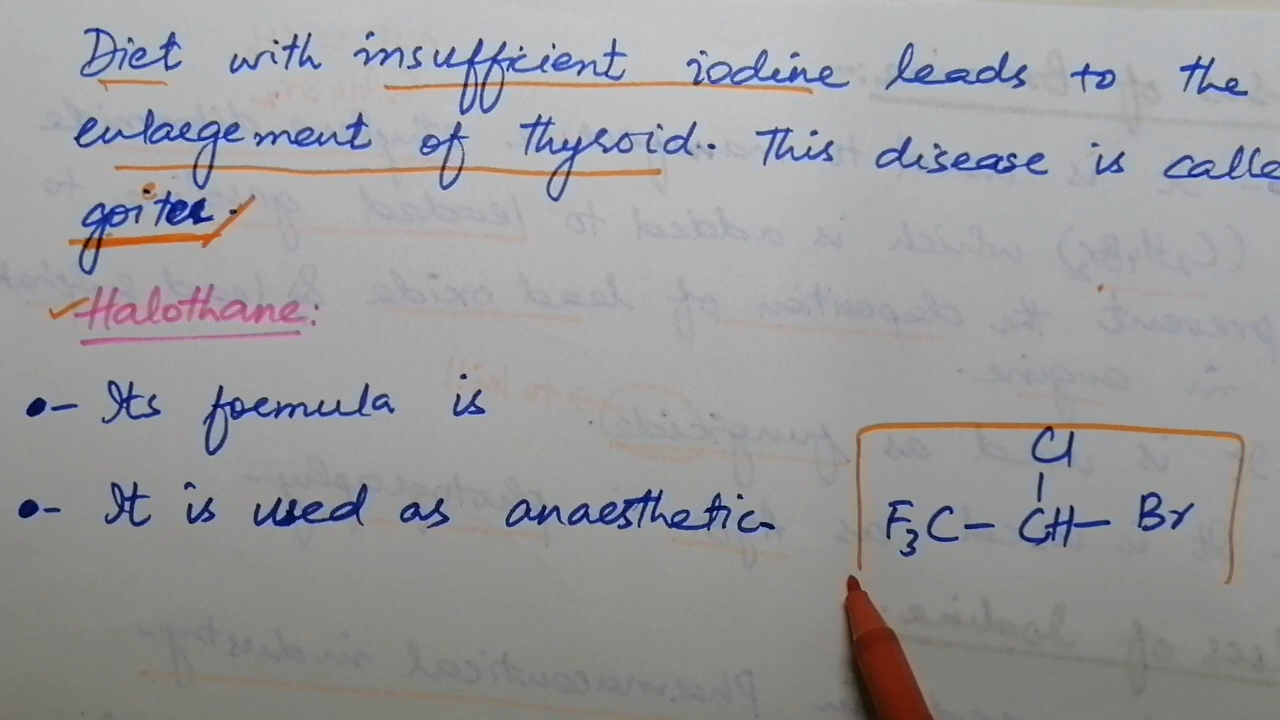 Diet with insufficient iodine leads to the
enlargement of thyroid. This disease is calle
goiter.
Halothane:
- Its formula is
- It is used as anaesthetic.
Cl
F3C - CH - Br